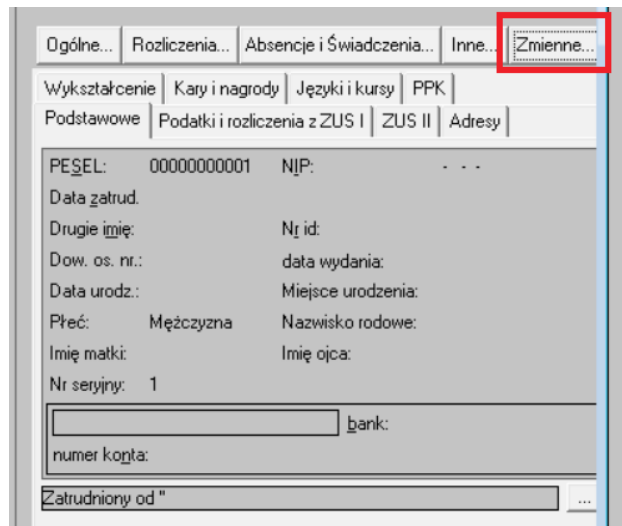 Ogólne... Rozliczenia... Absencje i Świadczenia... Inne... Zmienne...
Wykształcenie Kary i nagrody Języki i kursy PPK
Podstawowe Podatki i rozliczenia z ZUS I ZUS II Adresy
PESEL: 00000000001 NIP: - - -
Data zatrud.
Drugie imię: Nr id:
Dow. os. nr.: data wydania:
Data urodz.: Miejsce urodzenia:
Płeć: Mężczyzna Nazwisko rodowe:
Imię matki: Imię ojca:
Nr seryjny: 1
bank:
numer konta:
Zatrudniony od " ...